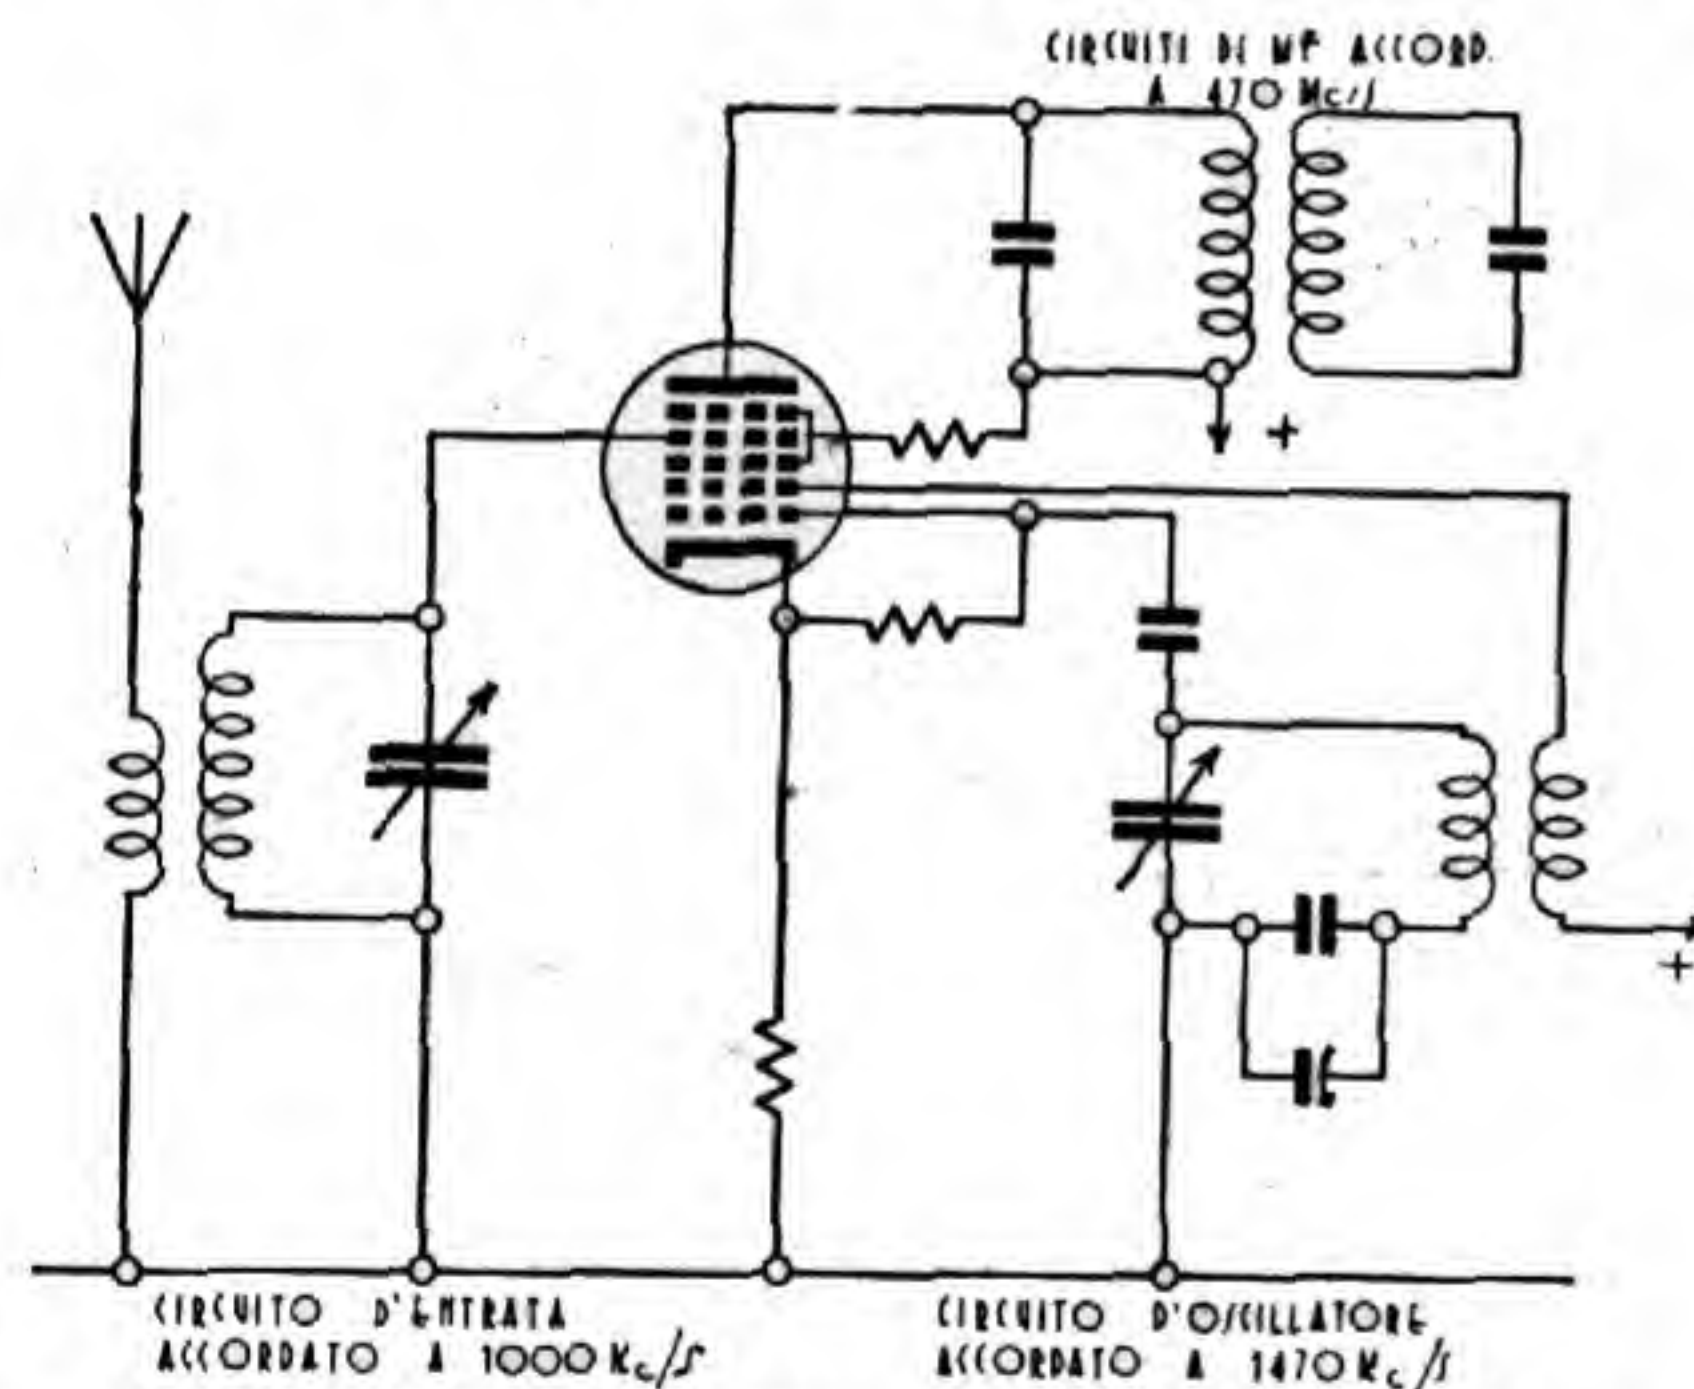 CIRCUITI DI MF ACCORD.
A 470 Mc/s
+
+
CIRCUITO D'ENTRATA
ACCORDATO A 1000 Kc/s
CIRCUITO D'OSCILLATORE
ACCORDATO A 1470 Kc/s